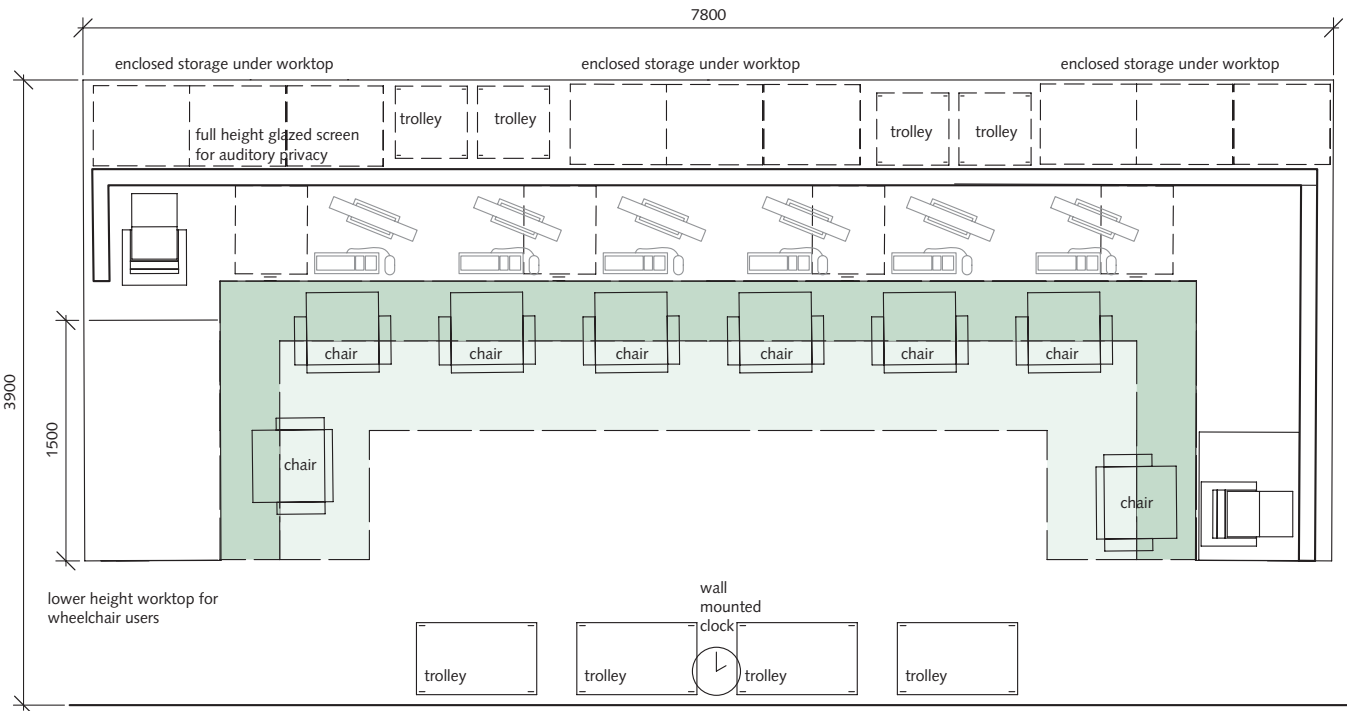 7800
enclosed storage under worktop
enclosed storage under worktop
enclosed storage under worktop
trolley
trolley
trolley
trolley
full height glazed screen
for auditory privacy
chair
chair
chair
chair
chair
chair
3900
1500
chair
chair
lower height worktop for
wheelchair users
wall
mounted
clock
trolley
trolley
trolley
trolley